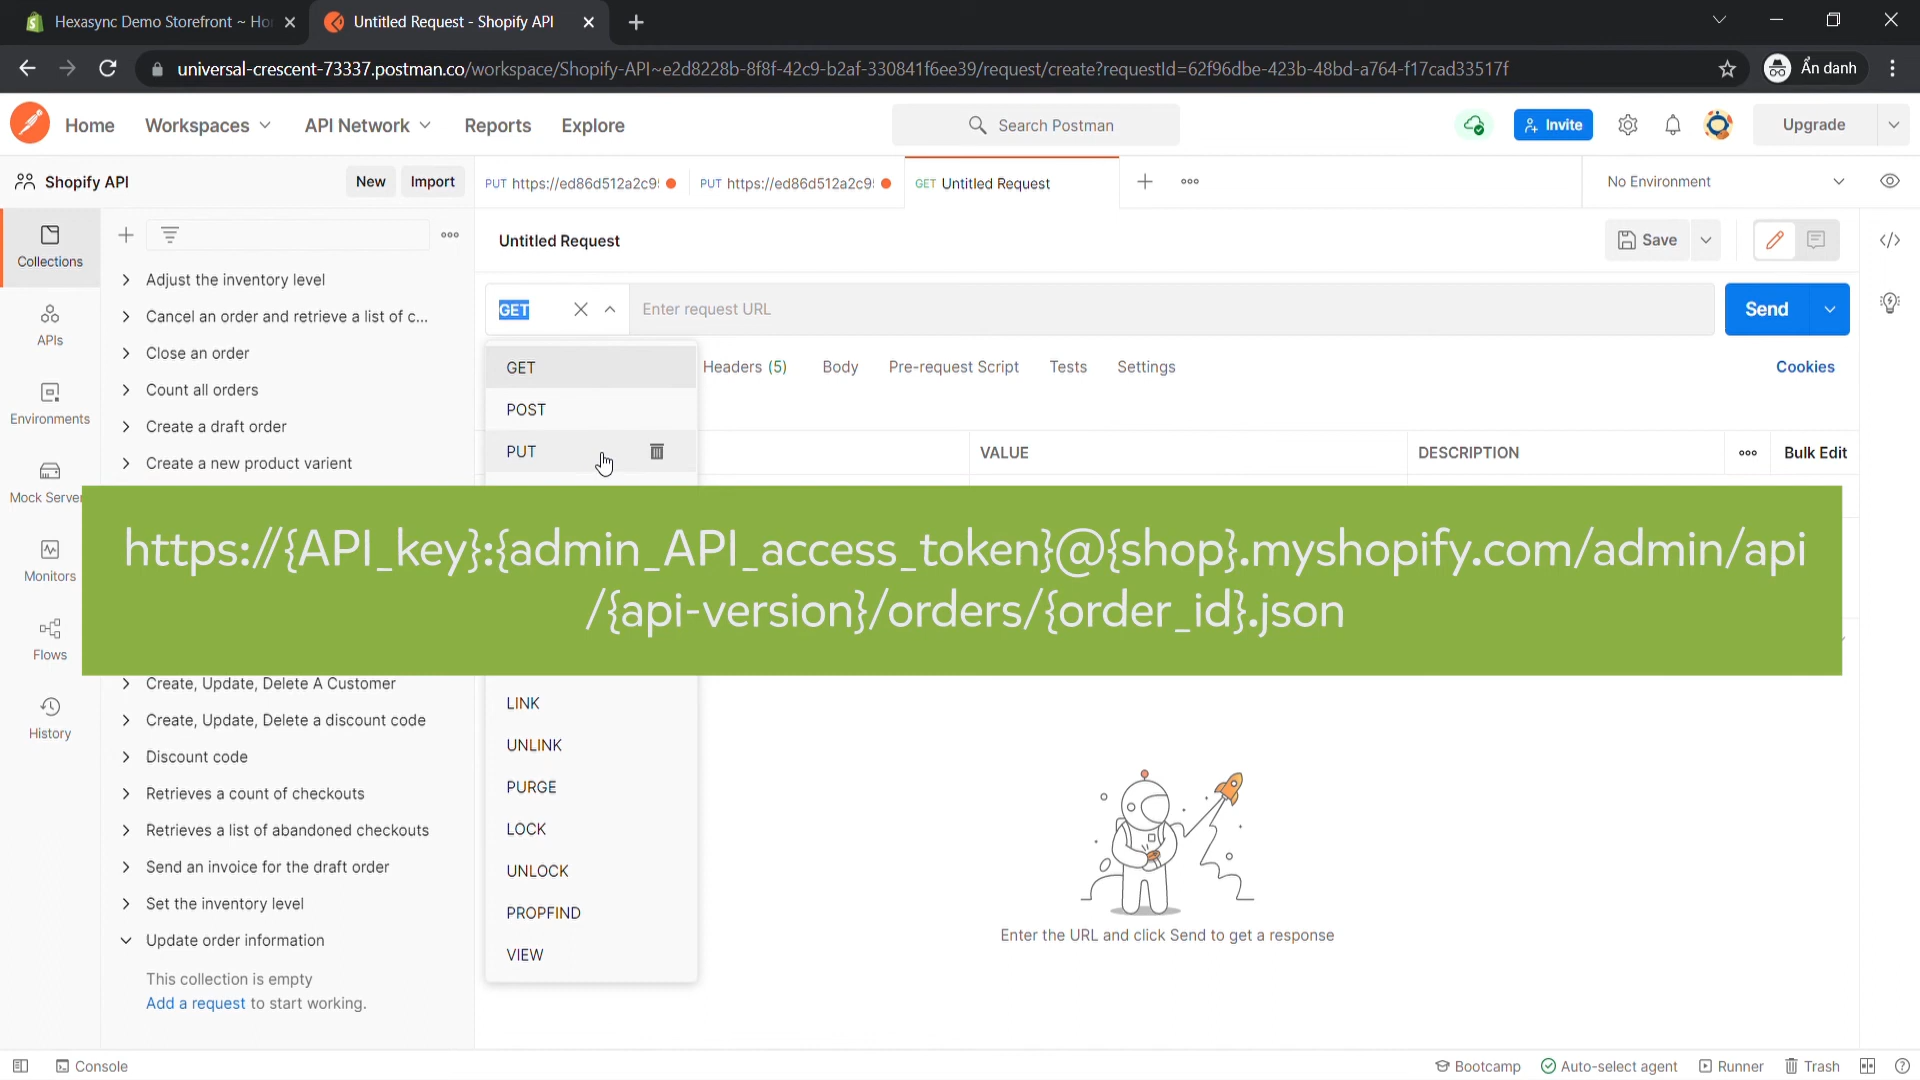 Hexasync Demo Storefront ~ Ho
Untitled Request - Shopify API
universal-crescent-73337.postman.co/workspace/Shopify-API~e2d8228b-8f8f-42c9-b2af-330841f6ee39/request/create?requestId=62f96dbe-423b-48bd-a764-f17cad33517f
Ẩn danh
Home
Workspaces
API Network
Reports
Explore
Search Postman
Invite
Upgrade
Shopify API
New
Import
PUT https://ed86d512a2c9
PUT https://ed86d512a2c9
GET Untitled Request
No Environment
Collections
Untitled Request
Save
APIs
Environments
Mock Server
Monitors
Flows
History
Adjust the inventory level
Cancel an order and retrieve a list of c...
Close an order
Count all orders
Create a draft order
Create a new product varient
GET
Enter request URL
Send
GET
POST
PUT
Headers (5)
Body
Pre-request Script
Tests
Settings
Cookies
VALUE
DESCRIPTION
Bulk Edit
https://{API_key}:{admin_API_access_token}@{shop}.myshopify.com/admin/api
/{api-version}/orders/{order_id}.json
Create, Update, Delete A Customer
Create, Update, Delete a discount code
Discount code
Retrieves a count of checkouts
Retrieves a list of abandoned checkouts
Send an invoice for the draft order
Set the inventory level
Update order information
This collection is empty
Add a request to start working.
LINK
UNLINK
PURGE
LOCK
UNLOCK
PROPFIND
VIEW
Enter the URL and click Send to get a response
Console
Bootcamp
Auto-select agent
Runner
Trash